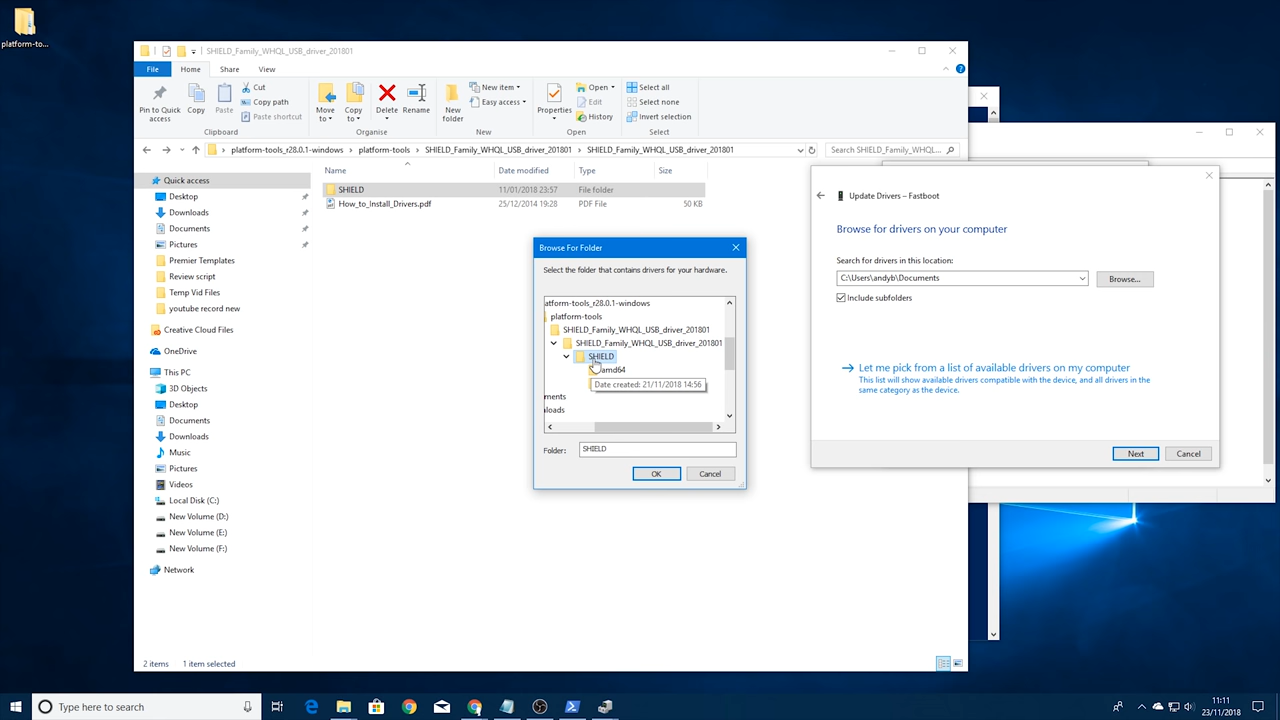 platform-to...
SHIELD_Family_WHQL_USB_driver_201801
File Home Share View
Pin to Quick access
Copy
Paste
Cut
Copy path
Paste shortcut
Clipboard
Move to
Copy to
Delete
Rename
Organise
New folder
New item
Easy access
New
Properties
Open
Edit
History
Open
Select all
Select none
Invert selection
Select
platform-tools_r28.0.1-windows > platform-tools > SHIELD_Family_WHQL_USB_driver_201801 > SHIELD_Family_WHQL_USB_driver_201801
Search SHIELD_Family_WHQL...
Name Date modified Type Size
SHIELD 11/01/2018 23:57 File folder
How_to_Install_Drivers.pdf 25/12/2014 19:28 PDF File 50 KB
Quick access
Desktop
Downloads
Documents
Pictures
Premier Templates
Review script
Temp Vid Files
youtube record new
Creative Cloud Files
OneDrive
This PC
3D Objects
Desktop
Documents
Downloads
Music
Pictures
Videos
Local Disk (C:)
New Volume (D:)
New Volume (E:)
New Volume (F:)
Network
2 items 1 item selected
Browse For Folder
Select the folder that contains drivers for your hardware.
atform-tools_r28.0.1-windows
platform-tools
SHIELD_Family_WHQL_USB_driver_201801
SHIELD_Family_WHQL_USB_driver_201801
SHIELD
amd64
Date created: 21/11/2018 14:56
ments
loads
Folder: SHIELD
OK Cancel
Update Drivers – Fastboot
Browse for drivers on your computer
Search for drivers in this location:
C:\Users\andyb\Documents
Browse...
Include subfolders
Let me pick from a list of available drivers on my computer
This list will show available drivers compatible with the device, and all drivers in the
same category as the device.
Next Cancel
Type here to search
11:11
23/11/2018